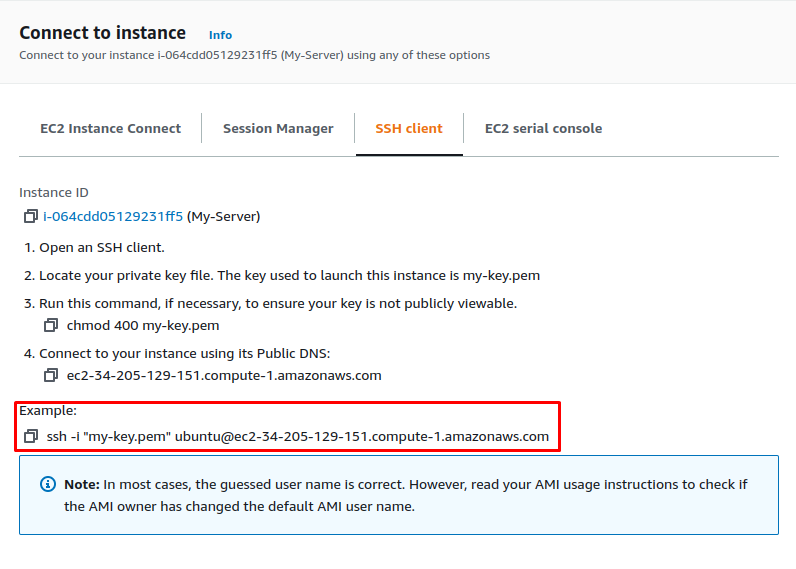 Connect to instance Info
Connect to your instance i-064cdd05129231ff5 (My-Server) using any of these options
EC2 Instance Connect
Session Manager
SSH client
EC2 serial console
Instance ID
i-064cdd05129231ff5 (My-Server)
1. Open an SSH client.
2. Locate your private key file. The key used to launch this instance is my-key.pem
3. Run this command, if necessary, to ensure your key is not publicly viewable.
chmod 400 my-key.pem
4. Connect to your instance using its Public DNS:
ec2-34-205-129-151.compute-1.amazonaws.com
Example:
ssh -i "my-key.pem" ubuntu@ec2-34-205-129-151.compute-1.amazonaws.com
Note: In most cases, the guessed user name is correct. However, read your AMI usage instructions to check if
the AMI owner has changed the default AMI user name.